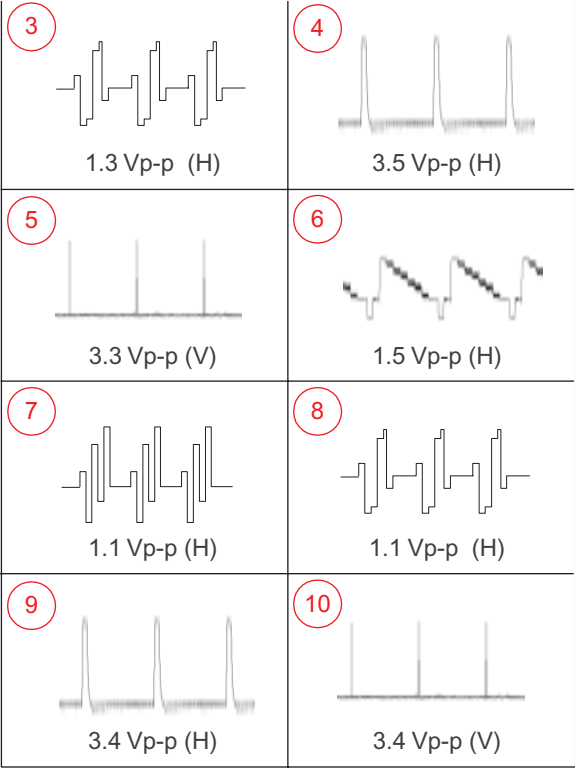 3
1.3 Vp-p (H)
4
3.5 Vp-p (H)
5
3.3 Vp-p (V)
6
1.5 Vp-p (H)
7
1.1 Vp-p (H)
8
1.1 Vp-p (H)
9
3.4 Vp-p (H)
10
3.4 Vp-p (V)